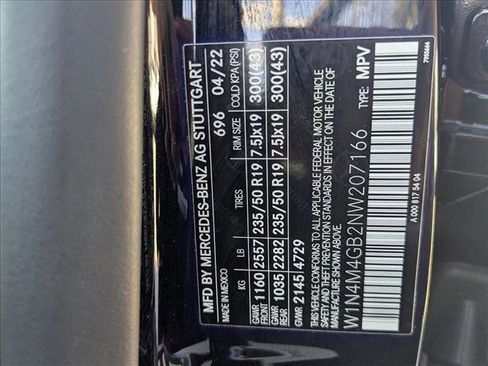 MFD BY MERCEDES-BENZ AG STUTTGART
MADE IN MEXICO 696 04/22
KG LB TIRES RIM SIZE COLD KPA (PSI)
GAWR FRONT 1160 2557 235/50 R19 7.5Jx19 300(43)
GAWR REAR 1035 2282 235/50 R19 7.5Jx19 300(43)
GVWR 2145 4729
THIS VEHICLE CONFORMS TO ALL APPLICABLE FEDERAL MOTOR VEHICLE
SAFETY STANDARDS IN EFFECT ON THE DATE OF MANUFACTURE
SHOWN ABOVE.
W1N4M4GB2NW207166 TYPE: MPV
A 000 817 54 04